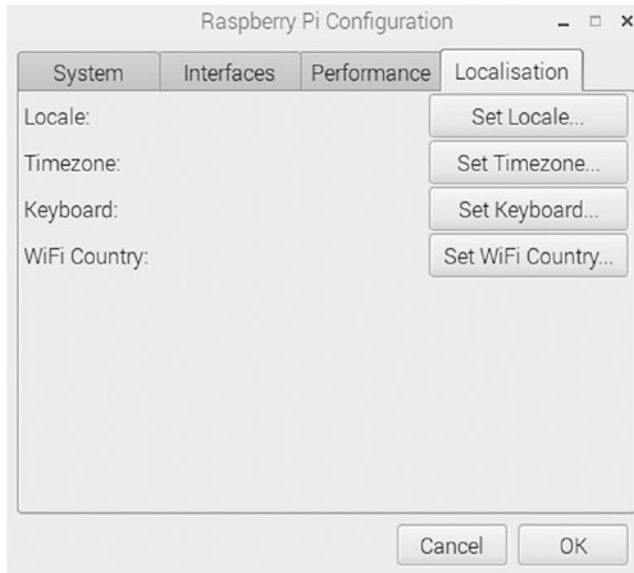 Raspberry Pi Configuration
System Interfaces Performance Localisation
Locale: Set Locale...
Timezone: Set Timezone...
Keyboard: Set Keyboard...
WiFi Country: Set WiFi Country...
Cancel OK